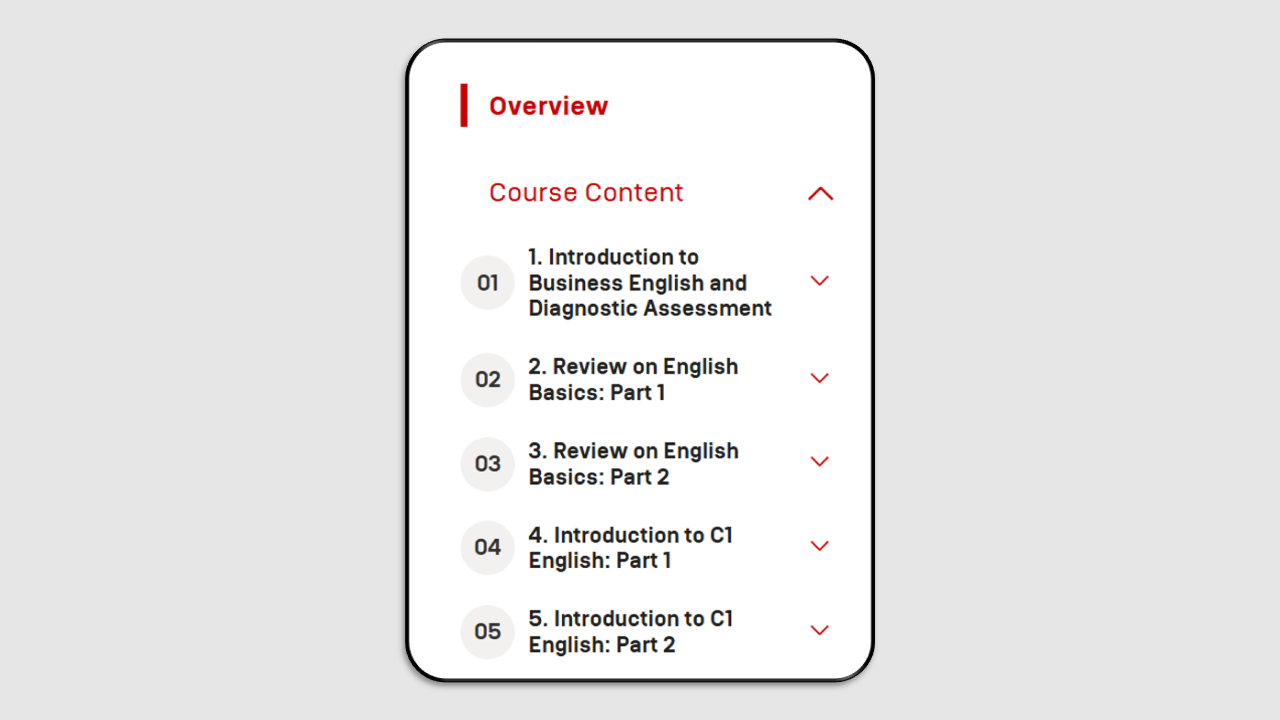 Overview
Course Content
01
1. Introduction to
Business English and
Diagnostic Assessment
02
2. Review on English
Basics: Part 1
03
3. Review on English
Basics: Part 2
04
4. Introduction to C1
English: Part 1
05
5. Introduction to C1
English: Part 2